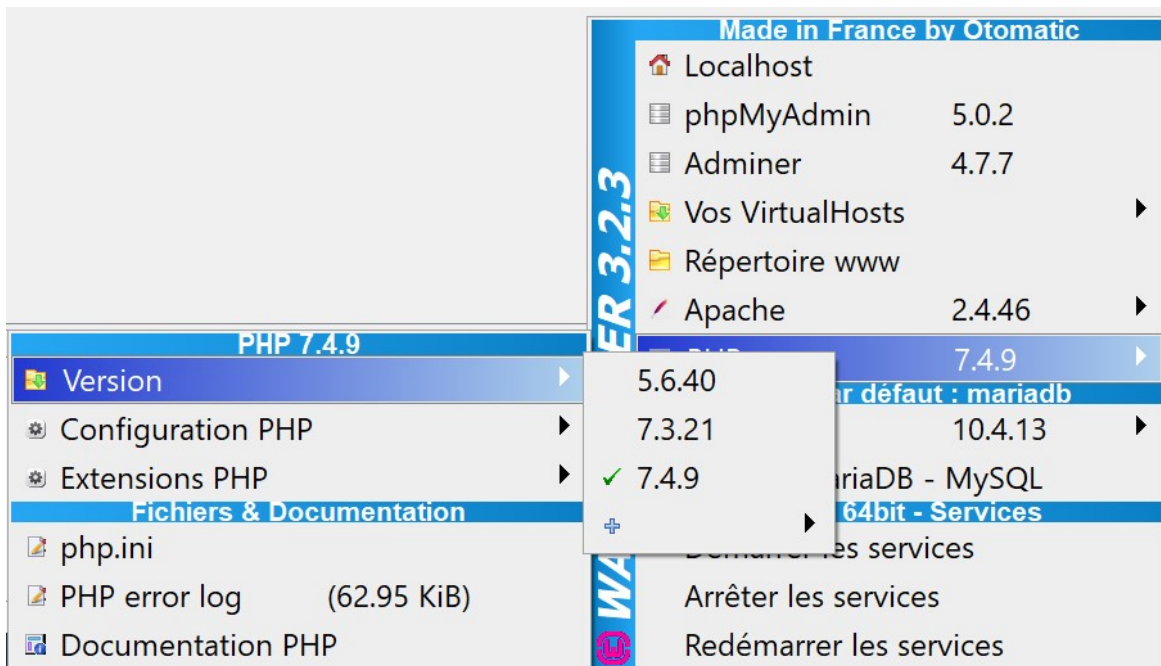 Made in France by Otomatic
Localhost
phpMyAdmin 5.0.2
Adminer 4.7.7
Vos VirtualHosts
Répertoire www
Apache 2.4.46
7.4.9
ar défaut : mariadb
10.4.13
ariaDB - MySQL
64bit - Services
Démarrer les services
Arrêter les services
Redémarrer les services
ER 3.2.3
WA
PHP 7.4.9
Version
Configuration PHP
Extensions PHP
Fichiers & Documentation
php.ini
PHP error log (62.95 KiB)
Documentation PHP
5.6.40
7.3.21
7.4.9